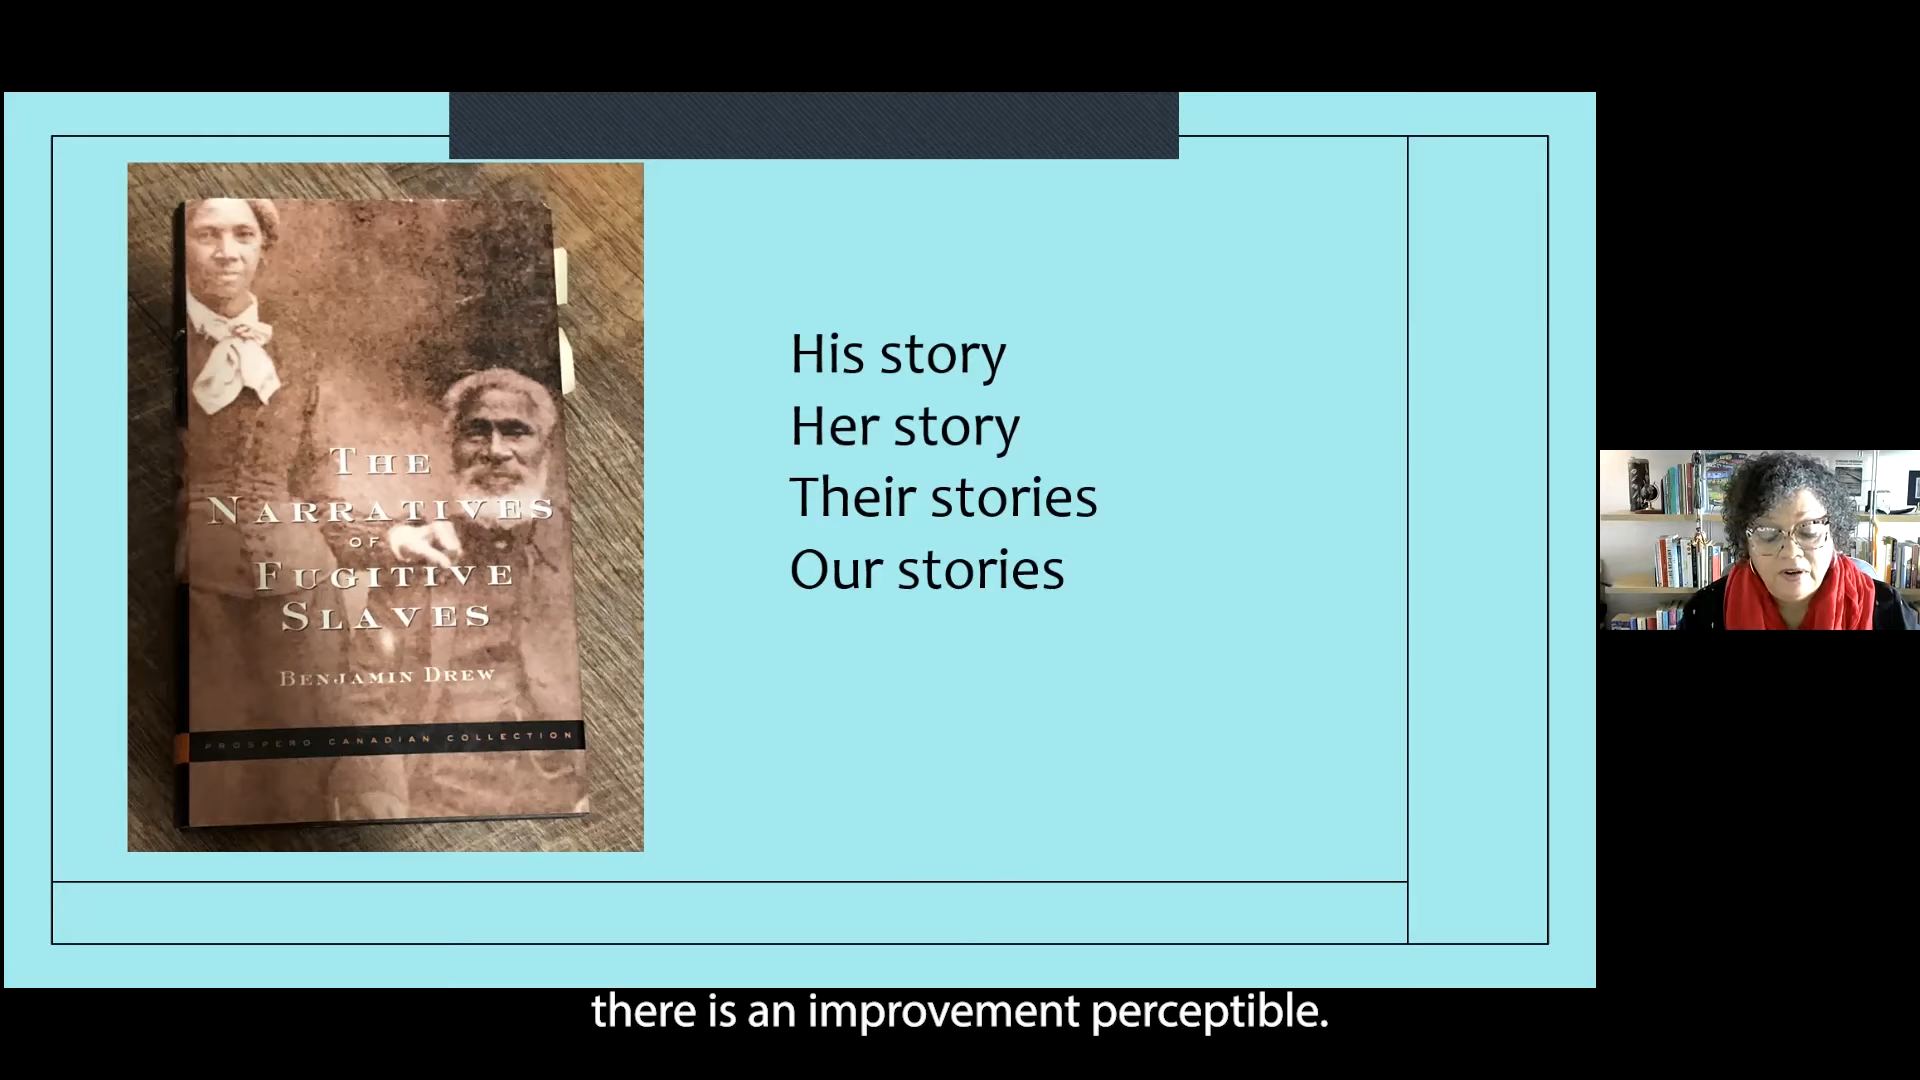 THE
NARRATIVES
OF
FUGITIVE
SLAVES
BENJAMIN DREW
PROSPERO CANADIAN COLLECTION
His story
Her story
Their stories
Our stories
there is an improvement perceptible.